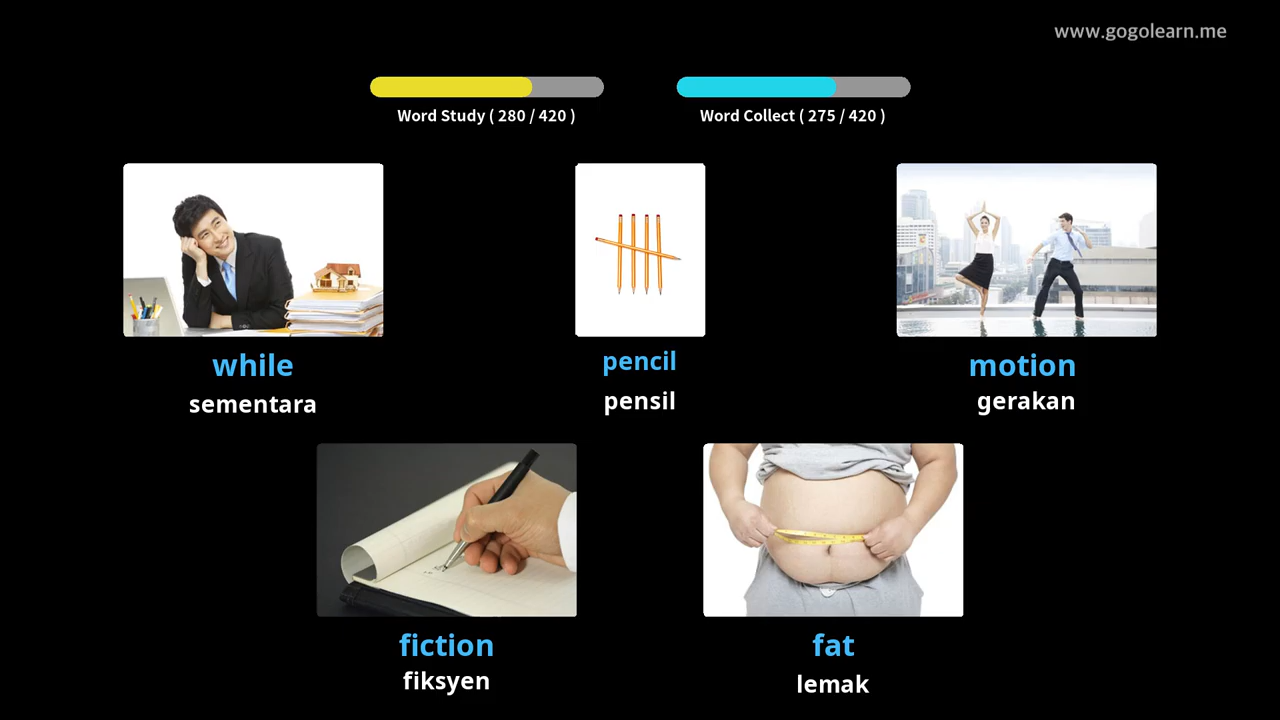 www.gogolearn.me
Word Study ( 280 / 420 )
Word Collect ( 275 / 420 )
while
sementara
pencil
pensil
motion
gerakan
fiction
fiksyen
fat
lemak